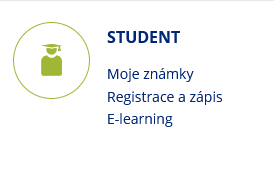 STUDENT
Moje známky
Registrace a zápis
E-learning